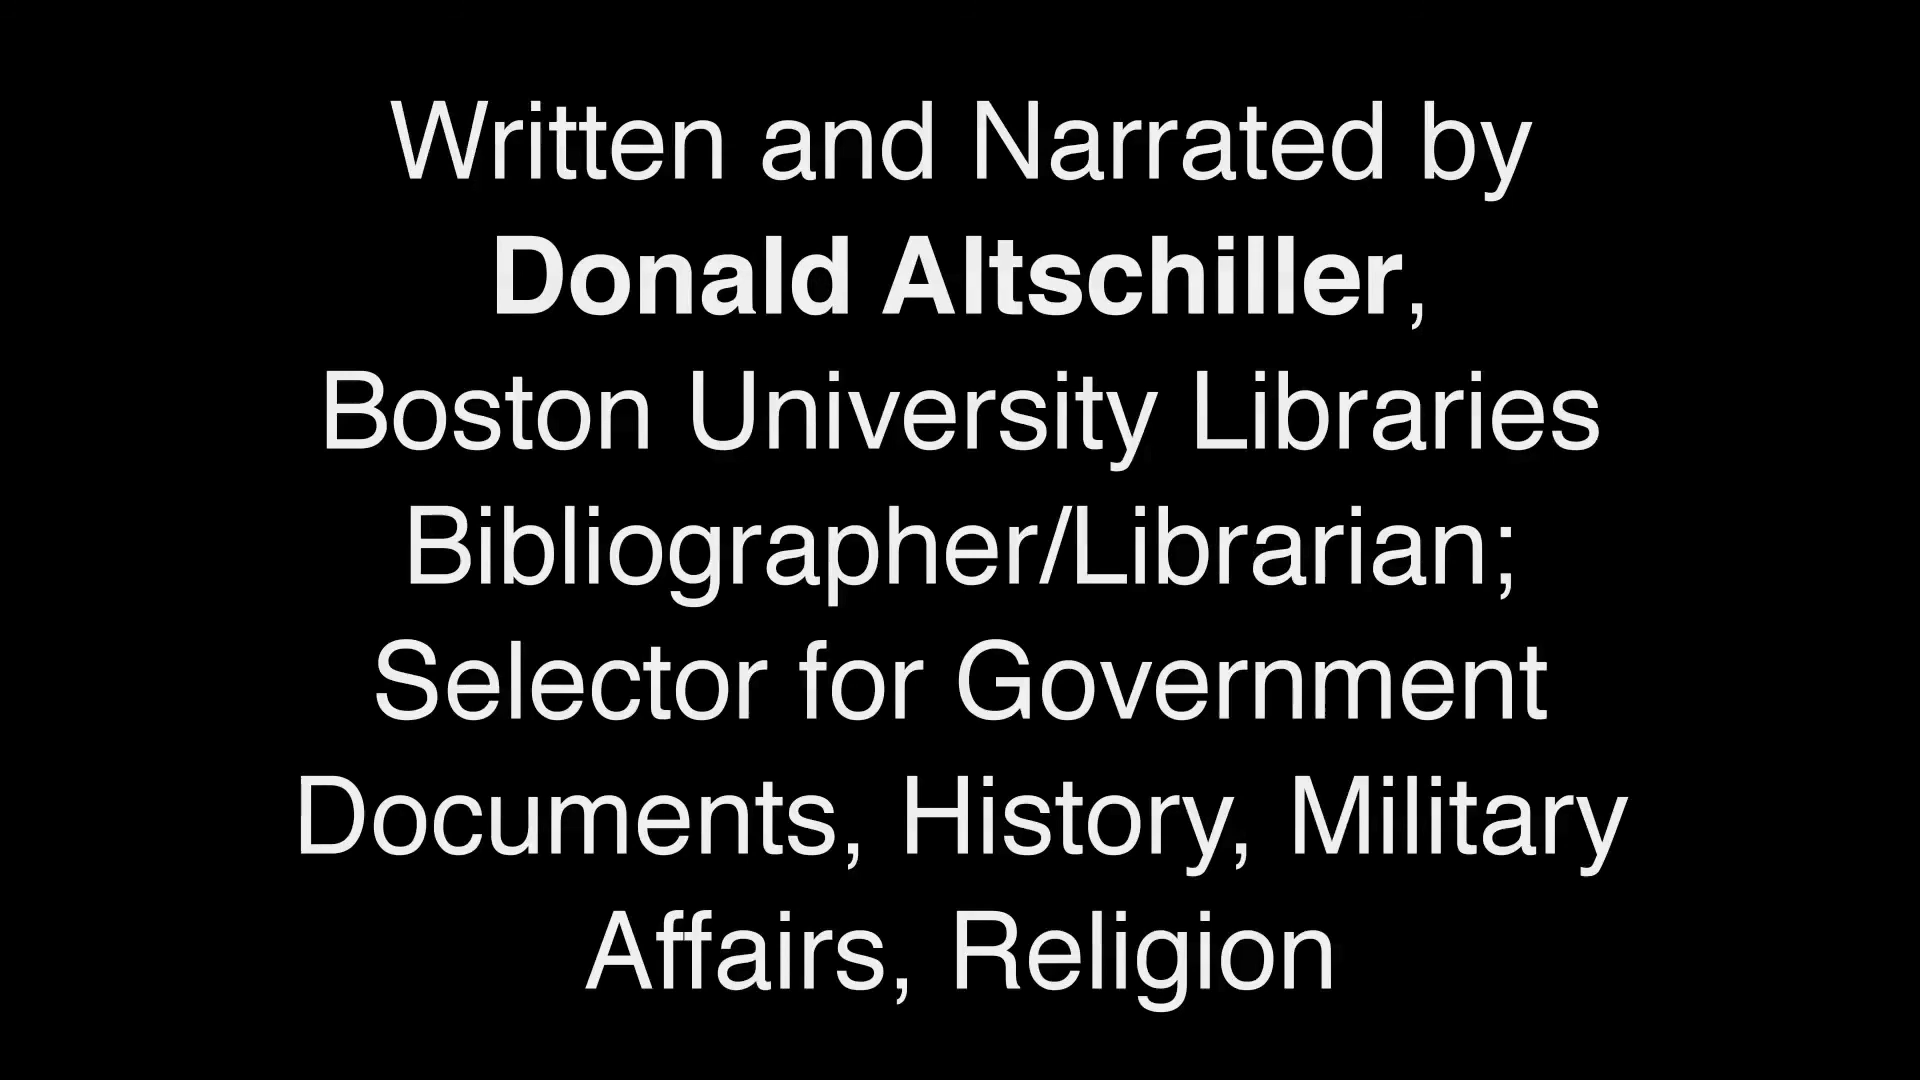 Written and Narrated by
Donald Altschiller,
Boston University Libraries
Bibliographer/Librarian;
Selector for Government
Documents, History, Military
Affairs, Religion